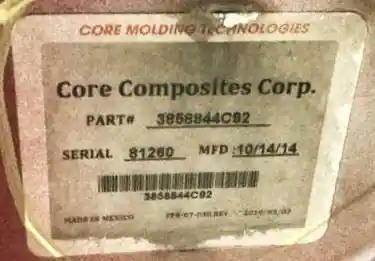 CORE MOLDING TECHNOLOGIES
Core Composites Corp.
PART# 3858844C92
SERIAL 81260 MFD :10/14/14
3858844C92
MADE IN MEXICO